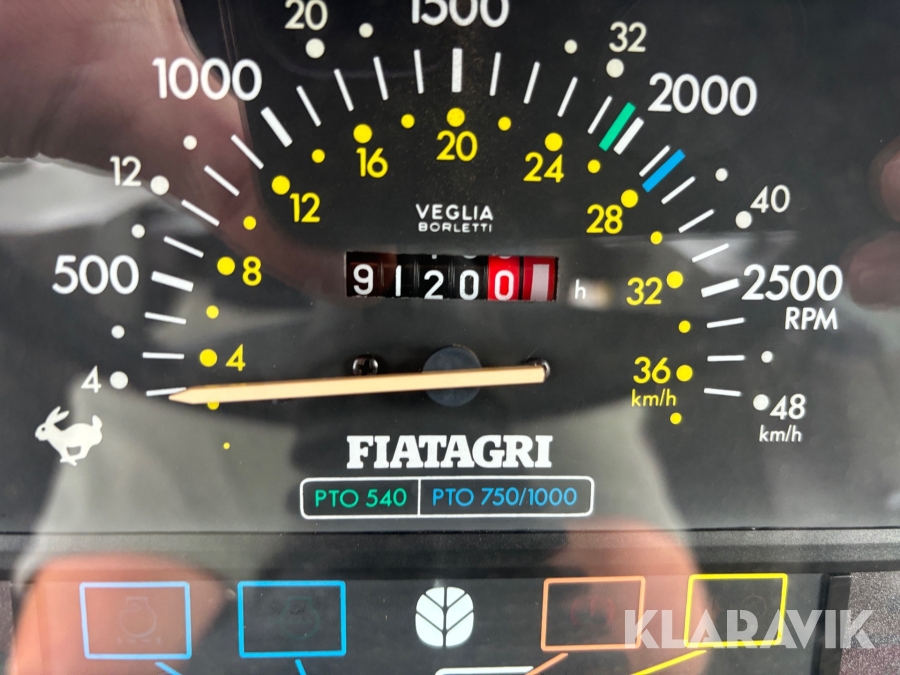 1500
20
32
1000
2000
16
20
24
12
12
28
40
VEGLIA
BORLETTI
500
8
91200 h
32
2500
RPM
4
4
36
km/h
48
km/h
FIATAGRI
PTO 540
PTO 750/1000
KLARAVIK